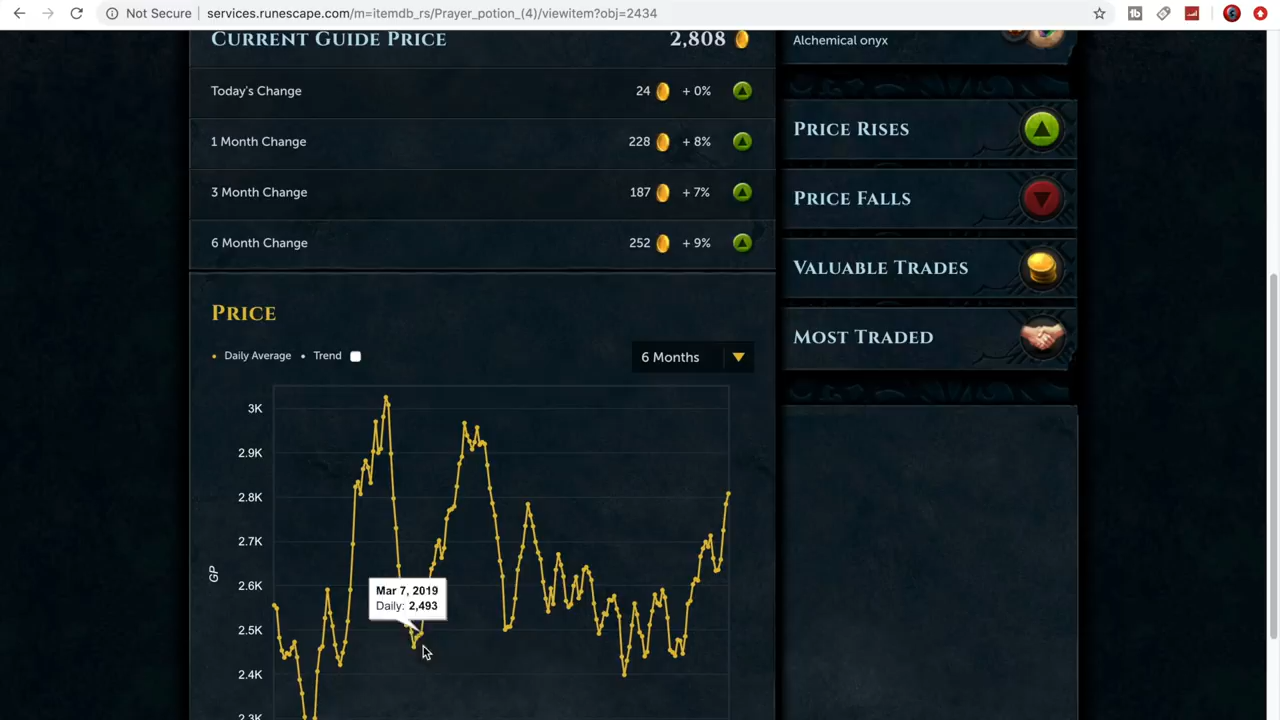 Not Secure
services.runescape.com/m=itemdb_rs/Prayer_potion_(4)/viewitem?obj=2434
CURRENT GUIDE PRICE 2,808
Today's Change 24 + 0%
1 Month Change 228 + 8%
3 Month Change 187 + 7%
6 Month Change 252 + 9%
PRICE
Daily Average Trend 6 Months
3K
2.9K
2.8K
2.7K
2.6K
2.5K
2.4K
2.3K
GP
Mar 7, 2019
Daily: 2,493
Alchemical onyx
PRICE RISES
PRICE FALLS
VALUABLE TRADES
MOST TRADED